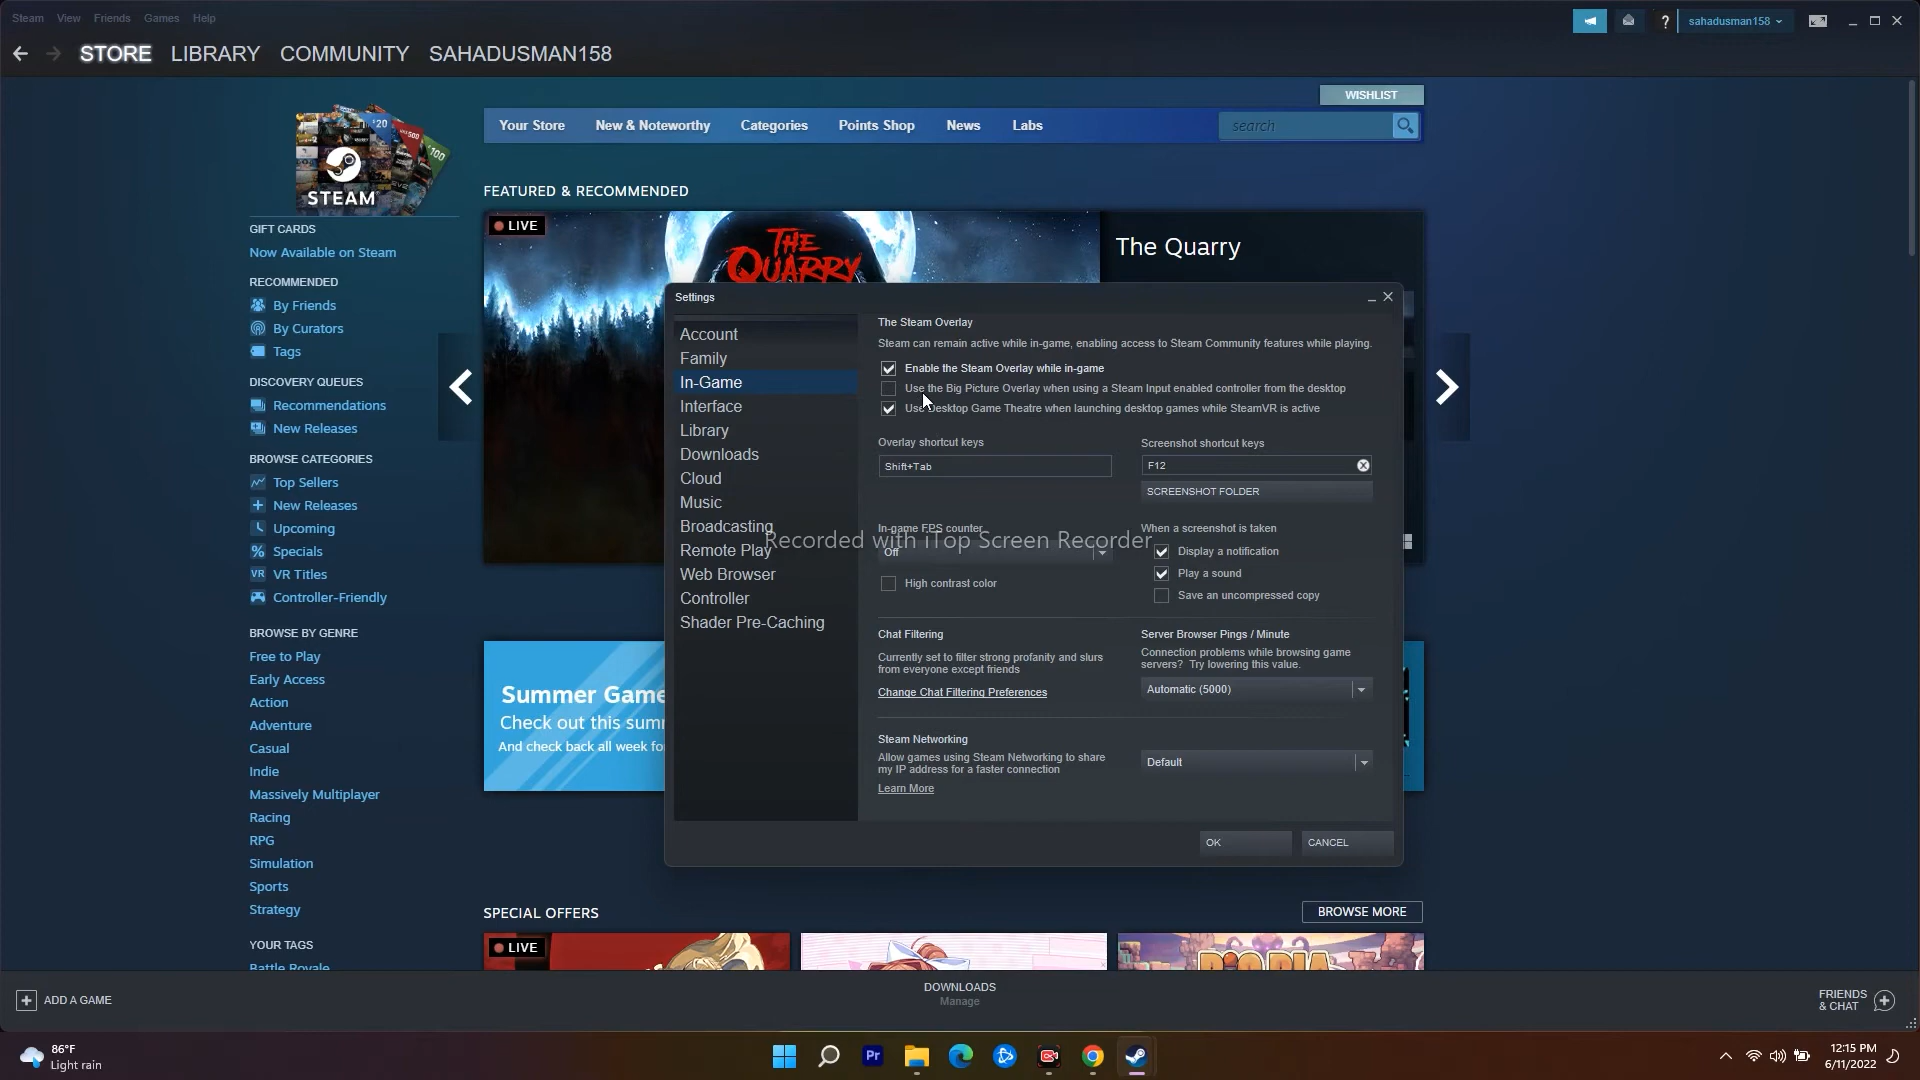 Steam View Friends Games Help
sahadusman158
STORE LIBRARY COMMUNITY SAHADUSMAN158
WISHLIST
Your Store New & Noteworthy Categories Points Shop News Labs
search
STEAM
GIFT CARDS
Now Available on Steam
RECOMMENDED
By Friends
By Curators
Tags
DISCOVERY QUEUES
Recommendations
New Releases
BROWSE CATEGORIES
Top Sellers
New Releases
Upcoming
Specials
VR Titles
Controller-Friendly
BROWSE BY GENRE
Free to Play
Early Access
Action
Adventure
Casual
Indie
Massively Multiplayer
Racing
RPG
Simulation
Sports
Strategy
YOUR TAGS
Battle Royale
FEATURED & RECOMMENDED
LIVE
THE QUARRY
The Quarry
Settings
Account
Family
In-Game
Interface
Library
Downloads
Cloud
Music
Broadcasting
Remote Play
Web Browser
Controller
Shader Pre-Caching
The Steam Overlay
Steam can remain active while in-game, enabling access to Steam Community features while playing.
Enable the Steam Overlay while in-game
Use the Big Picture Overlay when using a Steam Input enabled controller from the desktop
Use Desktop Game Theatre when launching desktop games while SteamVR is active
Overlay shortcut keys
Shift+Tab
Screenshot shortcut keys
F12
SCREENSHOT FOLDER
In-game FPS counter
Off
High contrast color
When a screenshot is taken
Display a notification
Play a sound
Save an uncompressed copy
Recorded with iTop Screen Recorder
Chat Filtering
Currently set to filter strong profanity and slurs
from everyone except friends
Change Chat Filtering Preferences
Server Browser Pings / Minute
Connection problems while browsing game
servers? Try lowering this value.
Automatic (5000)
Steam Networking
Allow games using Steam Networking to share
my IP address for a faster connection
Learn More
Default
OK CANCEL
Summer Game
Check out this summ
And check back all week fo
SPECIAL OFFERS
BROWSE MORE
LIVE
ADD A GAME
DOWNLOADS
Manage
FRIENDS
& CHAT
86°F
Light rain
Pr
12:15 PM
6/11/2022